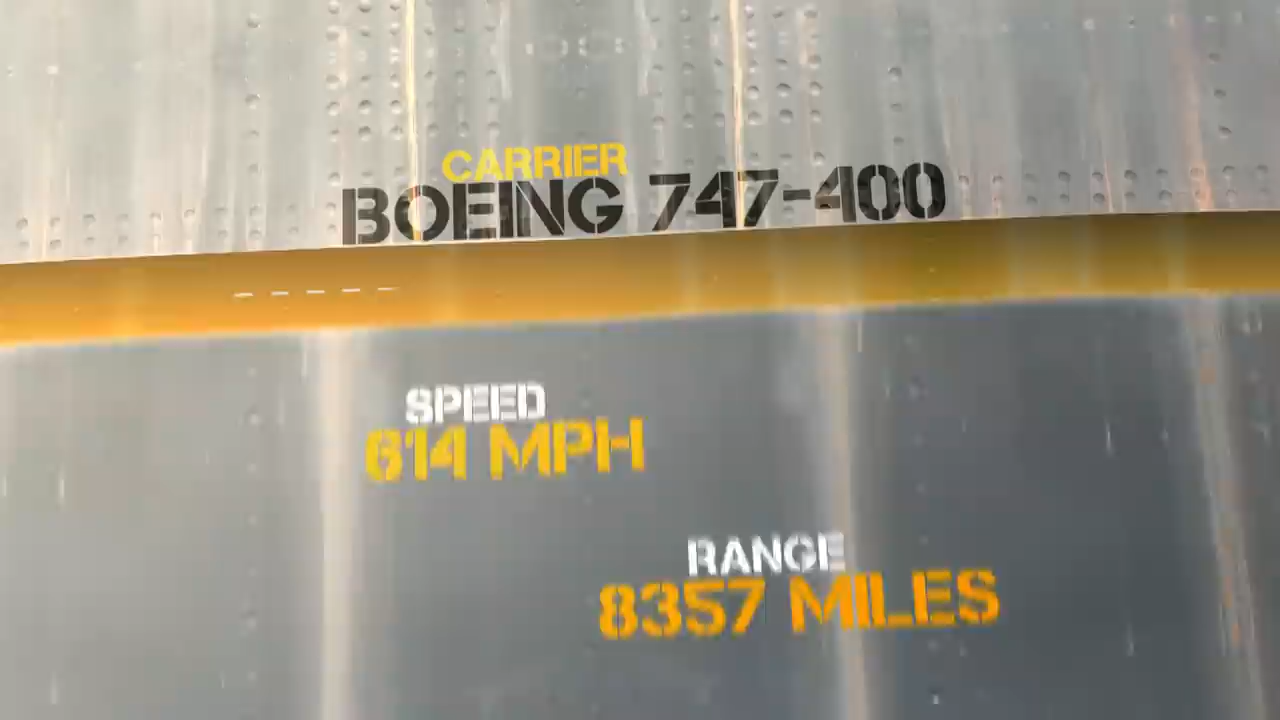 CARRIER
BOEING 747-400
SPEED
614 MPH
RANGE
8357 MILES